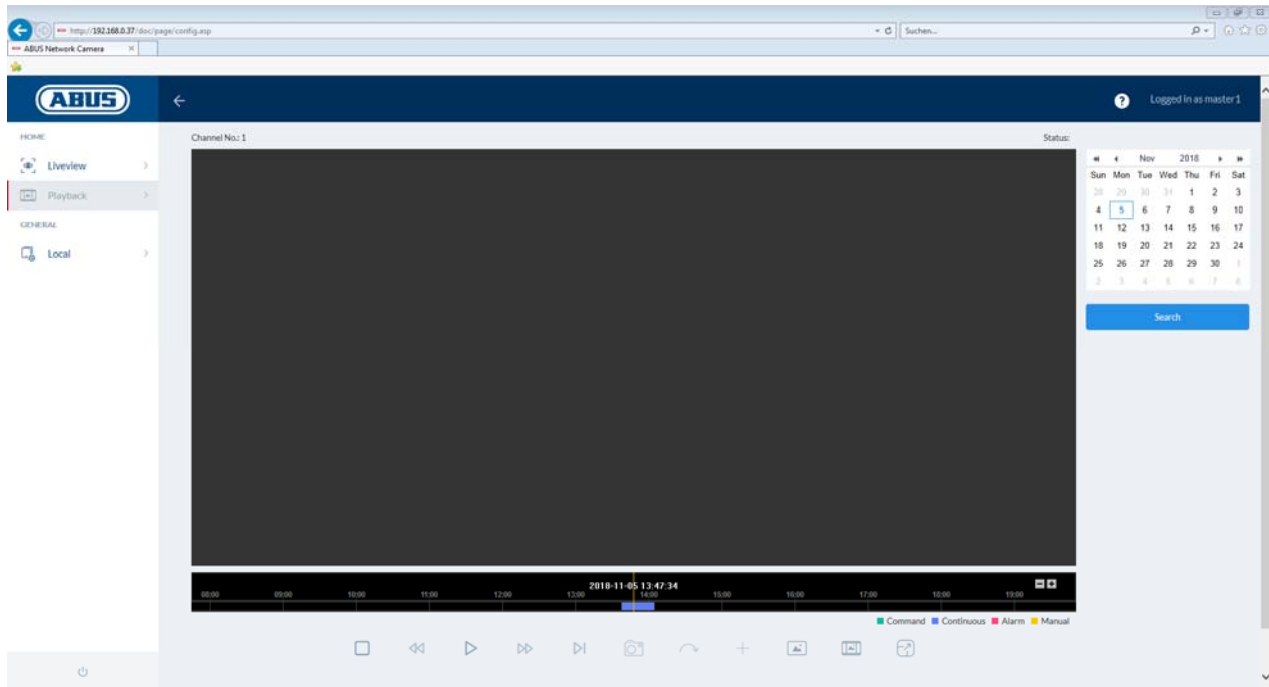 http://192.168.0.37/doc/page/config.asp
Suchen...
ABUS Network Camera
ABUS
Logged in as master1
HOME
Liveview
Playback
GENERAL
Local
Channel No.: 1
Status:
Nov 2018
Sun Mon Tue Wed Thu Fri Sat
28 29 30 31 1 2 3
4 5 6 7 8 9 10
11 12 13 14 15 16 17
18 19 20 21 22 23 24
25 26 27 28 29 30 1
2 3 4 5 6 7 8
Search
2018-11-05 13:47:34
08:00 09:00 10:00 11:00 12:00 13:00 14:00 15:00 16:00 17:00 18:00 19:00
Command Continuous Alarm Manual